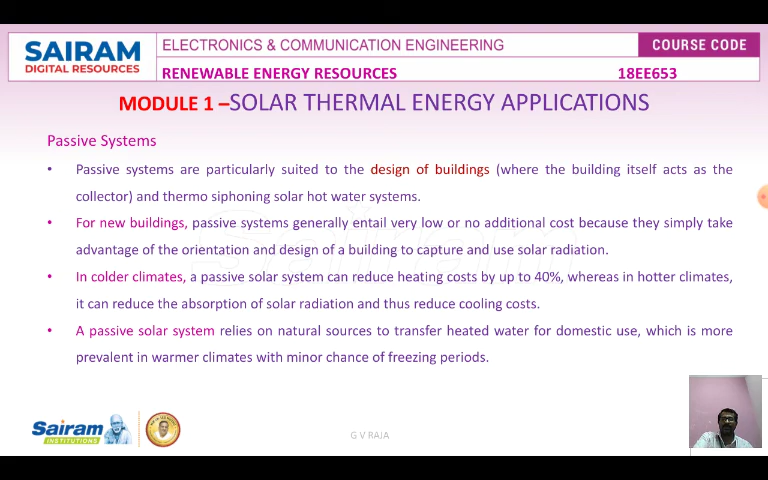 SAIRAM
DIGITAL RESOURCES
ELECTRONICS & COMMUNICATION ENGINEERING
COURSE CODE
RENEWABLE ENERGY RESOURCES
18EE653
MODULE 1 –SOLAR THERMAL ENERGY APPLICATIONS
Passive Systems
• Passive systems are particularly suited to the design of buildings (where the building itself acts as the
collector) and thermo siphoning solar hot water systems.
• For new buildings, passive systems generally entail very low or no additional cost because they simply take
advantage of the orientation and design of a building to capture and use solar radiation.
• In colder climates, a passive solar system can reduce heating costs by up to 40%, whereas in hotter climates,
it can reduce the absorption of solar radiation and thus reduce cooling costs.
• A passive solar system relies on natural sources to transfer heated water for domestic use, which is more
prevalent in warmer climates with minor chance of freezing periods.
Sairam
INSTITUTIONS
G V RAJA